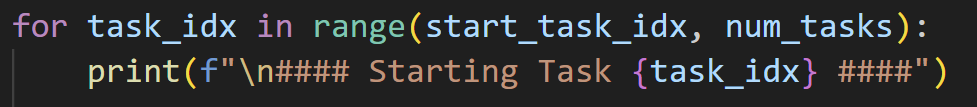 for task_idx in range(start_task_idx, num_tasks):
    print(f"\n#### Starting Task {task_idx} ####")